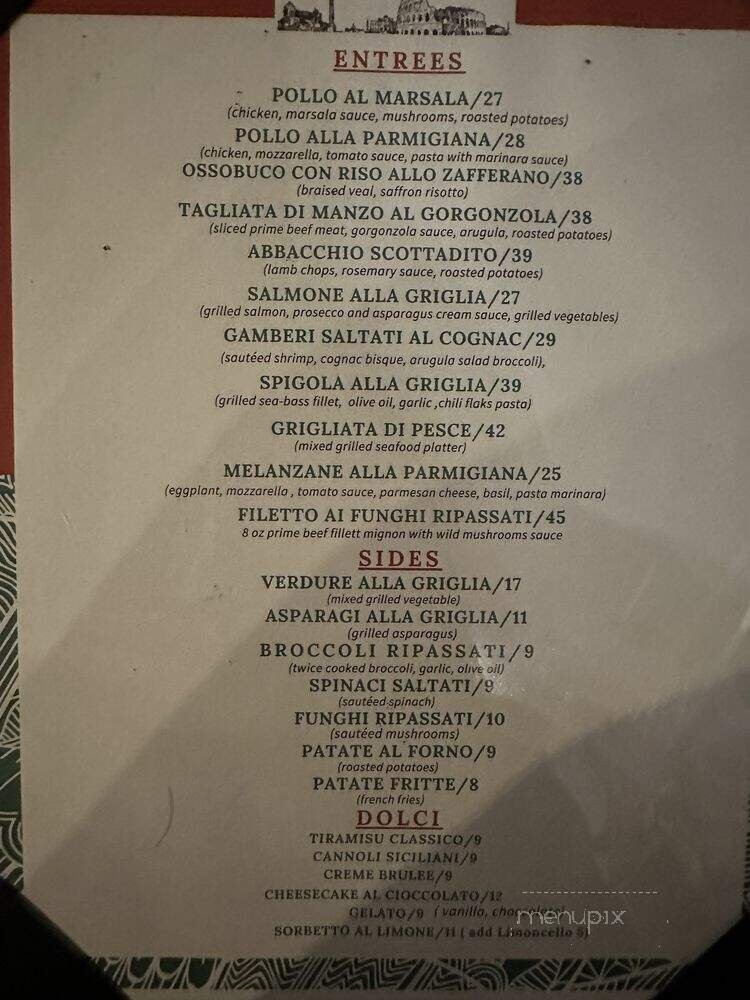 ENTREES
POLLO AL MARSALA/27
(chicken, marsala sauce, mushrooms, roasted potatoes)
POLLO ALLA PARMIGIANA/28
(chicken, mozzarella, tomato sauce, pasta with marinara sauce)
OSSOBUCO CON RISO ALLO ZAFFERANO/38
(braised veal, saffron risotto)
TAGLIATA DI MANZO AL GORGONZOLA/38
(sliced prime beef meat, gorgonzola sauce, arugula, roasted potatoes)
ABBACCHIO SCOTTADITO/39
(lamb chops, rosemary sauce, roasted potatoes)
SALMONE ALLA GRIGLIA/27
(grilled salmon, prosecco and asparagus cream sauce, grilled vegetables)
GAMBERI SALTATI AL COGNAC/29
(sautéed shrimp, cognac bisque, arugula salad broccoli),
SPIGOLA ALLA GRIGLIA/39
(grilled sea-bass fillet, olive oil, garlic ,chili flaks pasta)
GRIGLIATA DI PESCE/42
(mixed grilled seafood platter)
MELANZANE ALLA PARMIGIANA/25
(eggplant, mozzarella , tomato sauce, parmesan cheese, basil, pasta marinara)
FILETTO AI FUNGHI RIPASSATI/45
8 oz prime beef fillett mignon with wild mushrooms sauce
SIDES
VERDURE ALLA GRIGLIA/17
(mixed grilled vegetable)
ASPARAGI ALLA GRIGLIA/11
(grilled asparagus)
BROCCOLI RIPASSATI/9
(twice cooked broccoli, garlic, olive oil)
SPINACI SALTATI/9
(sautéed spinach)
FUNGHI RIPASSATI/10
(sautéed mushrooms)
PATATE AL FORNO/9
(roasted potatoes)
PATATE FRITTE/8
(french fries)
DOLCI
TIRAMISU CLASSICO/9
CANNOLI SICILIANI/9
CREME BRULEE/9
CHEESECAKE AL CIOCCOLATO/12
GELATO/9 (vanilla, chocolate)
menupix
SORBETTO AL LIMONE/11 ( add Limoncello 5)